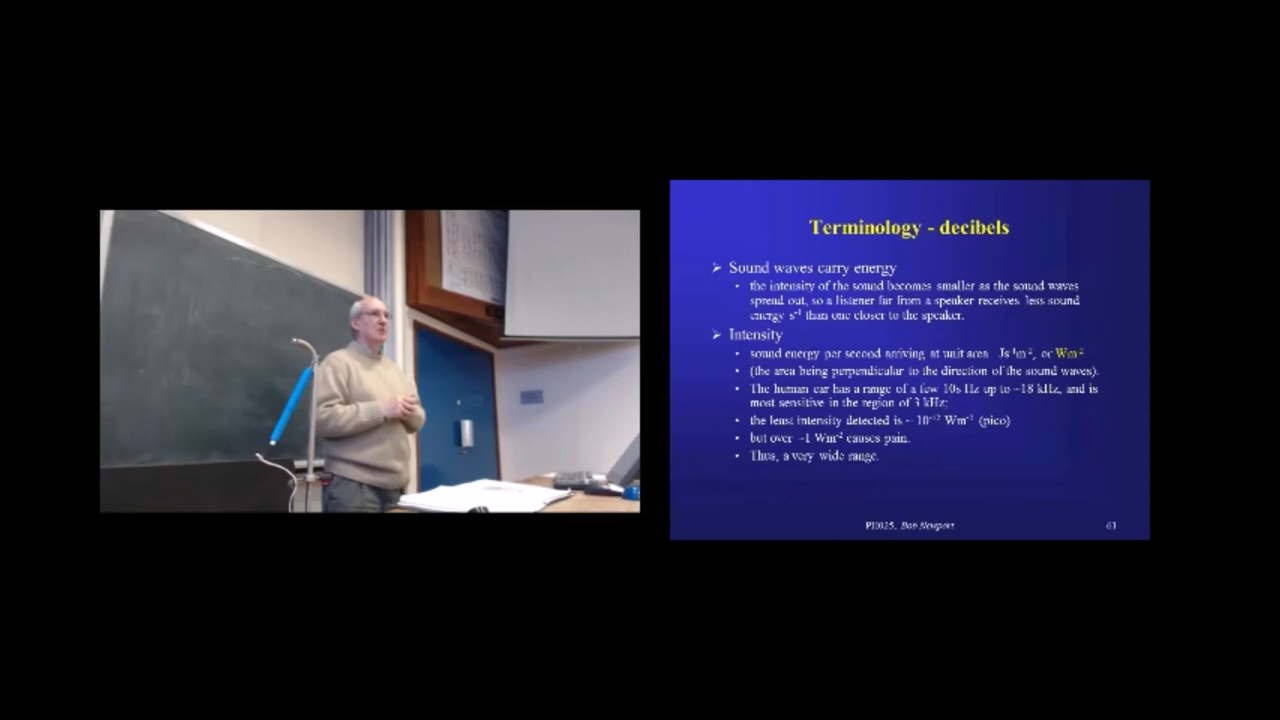 Terminology - decibels
➢ Sound waves carry energy
• the intensity of the sound becomes smaller as the sound waves
spread out, so a listener far from a speaker receives less sound
energy s⁻¹ than one closer to the speaker.
➢ Intensity
• sound energy per second arriving at unit area Js⁻¹m⁻², or Wm⁻²
• (the area being perpendicular to the direction of the sound waves).
• The human ear has a range of a few 10s Hz up to ~18 kHz, and is
most sensitive in the region of 3 kHz;
• the least intensity detected is ~ 10⁻¹² Wm⁻² (pico)
• but over ~1 Wm⁻² causes pain.
• Thus, a very wide range.
PH025, Bob Newport
61